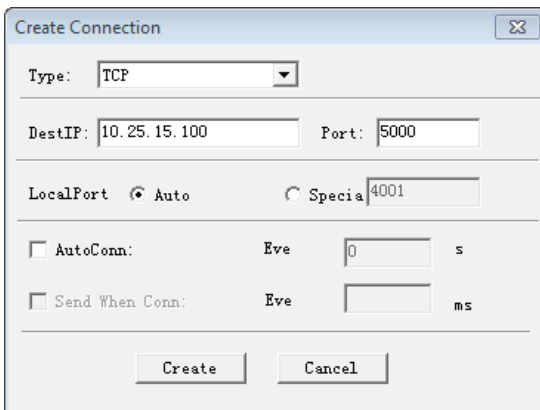 Create Connection
Type: TCP
DestIP: 10.25.15.100 Port: 5000
LocalPort Auto Specia 4001
AutoConn: Eve 0 s
Send When Conn: Eve ms
Create Cancel